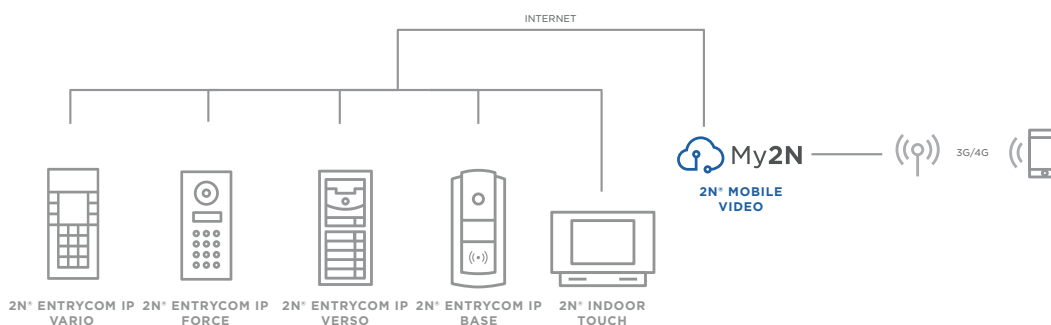 INTERNET
My2N
3G/4G
2N® MOBILE
VIDEO
2N® ENTRYCOM IP
VARIO
2N® ENTRYCOM IP
FORCE
2N® ENTRYCOM IP
VERSO
2N® ENTRYCOM IP
BASE
2N® INDOOR
TOUCH